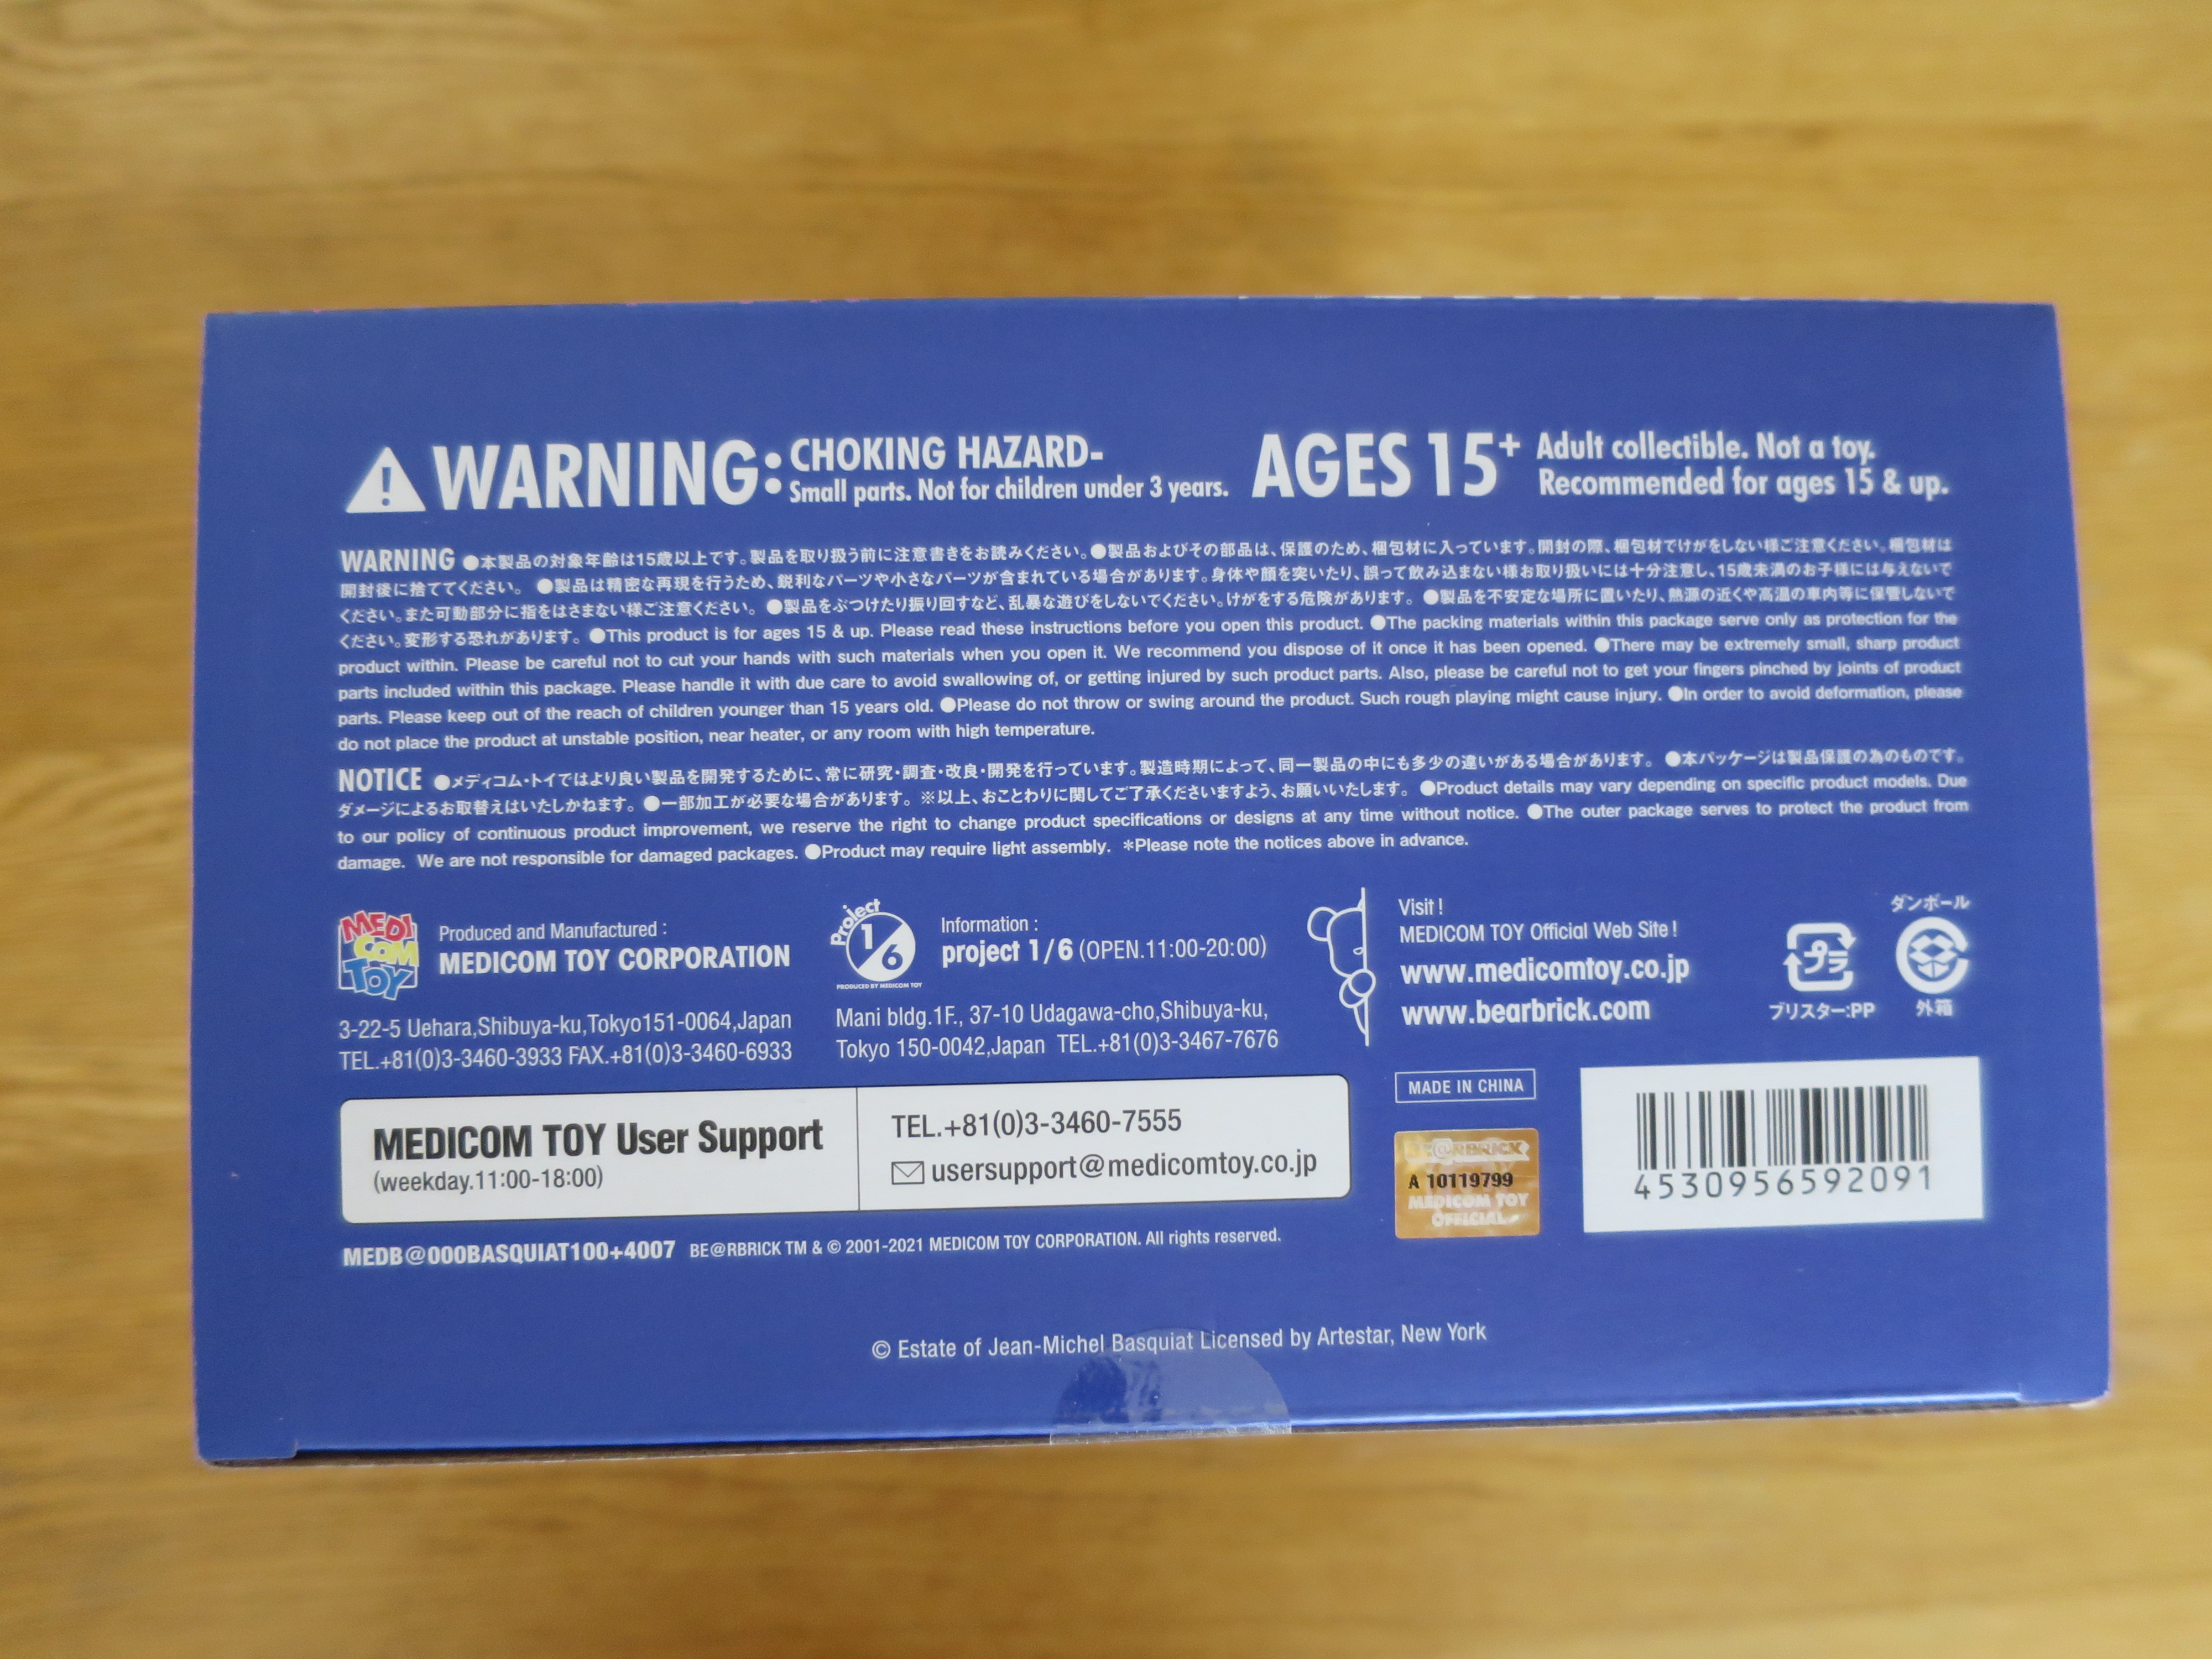 WARNING: CHOKING HAZARD-
Small parts. Not for children under 3 years.
AGES 15+ Adult collectible. Not a toy.
Recommended for ages 15 & up.
WARNING ●本製品の対象年齢は15歳以上です。製品を取り扱う前に注意書きをお読みください。●製品およびその部品は、保護のため、梱包材に入っています。開封の際、梱包材でけがをしない様ご注意ください。梱包材は
開封後に捨ててください。 ●製品は精密な再現を行うため、鋭利なパーツや小さなパーツが含まれている場合があります。身体や顔を突いたり、誤って飲み込まない様お取り扱いには十分注意し、15歳未満のお子様には与えないで
ください。また可動部分に指をはさまない様ご注意ください。 ●製品をぶつけたり振り回すなど、乱暴な遊びをしないでください。けがをする危険があります。 ●製品を不安定な場所に置いたり、熱源の近くや高温の車内等に保管しないで
ください。変形する恐れがあります。 ●This product is for ages 15 & up. Please read these instructions before you open this product. ●The packing materials within this package serve only as protection for the
product within. Please be careful not to cut your hands with such materials when you open it. We recommend you dispose of it once it has been opened. ●There may be extremely small, sharp product
parts included within this package. Please handle it with due care to avoid swallowing of, or getting injured by such product parts. Also, please be careful not to get your fingers pinched by joints of product
parts. Please keep out of the reach of children younger than 15 years old. ●Please do not throw or swing around the product. Such rough playing might cause injury. ●In order to avoid deformation, please
do not place the product at unstable position, near heater, or any room with high temperature.
NOTICE ●メディコム・トイではより良い製品を開発するために、常に研究・調査・改良・開発を行っています。製造時期によって、同一製品の中にも多少の違いがある場合があります。 ●本パッケージは製品保護の為のものです。
ダメージによるお取替えはいたしかねます。 ●一部加工が必要な場合があります。 ※以上、おことわりに関してご了承くださいますよう、お願いいたします。 ●Product details may vary depending on specific product models. Due
to our policy of continuous product improvement, we reserve the right to change product specifications or designs at any time without notice. ●The outer package serves to protect the product from
damage. We are not responsible for damaged packages. ●Product may require light assembly. *Please note the notices above in advance.
MEDI
COM
TOY
Produced and Manufactured :
MEDICOM TOY CORPORATION
3-22-5 Uehara,Shibuya-ku,Tokyo151-0064,Japan
TEL.+81(0)3-3460-3933 FAX.+81(0)3-3460-6933
Project
1/6
PRODUCED BY MEDICOM TOY
Information :
project 1/6 (OPEN.11:00-20:00)
Mani bldg.1F., 37-10 Udagawa-cho,Shibuya-ku,
Tokyo 150-0042,Japan TEL.+81(0)3-3467-7676
Visit !
MEDICOM TOY Official Web Site !
www.medicomtoy.co.jp
www.bearbrick.com
プラ
ブリスター:PP
ダンボール
外箱
MEDICOM TOY User Support
(weekday.11:00-18:00)
TEL.+81(0)3-3460-7555
usersupport@medicomtoy.co.jp
MADE IN CHINA
BE@RBRICK
A 10119799
MEDICOM TOY
OFFICIAL
4530956592091
MEDB@000BASQUIAT100+4007 BE@RBRICK TM & © 2001-2021 MEDICOM TOY CORPORATION. All rights reserved.
© Estate of Jean-Michel Basquiat Licensed by Artestar, New York